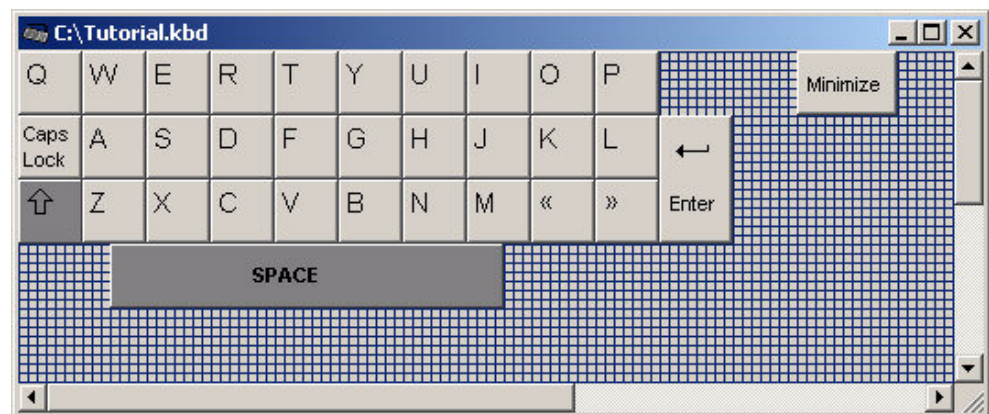 C:\Tutorial.kbd
Q W E R T Y U I O P Minimize
Caps
Lock A S D F G H J K L
Z X C V B N M « » Enter
SPACE